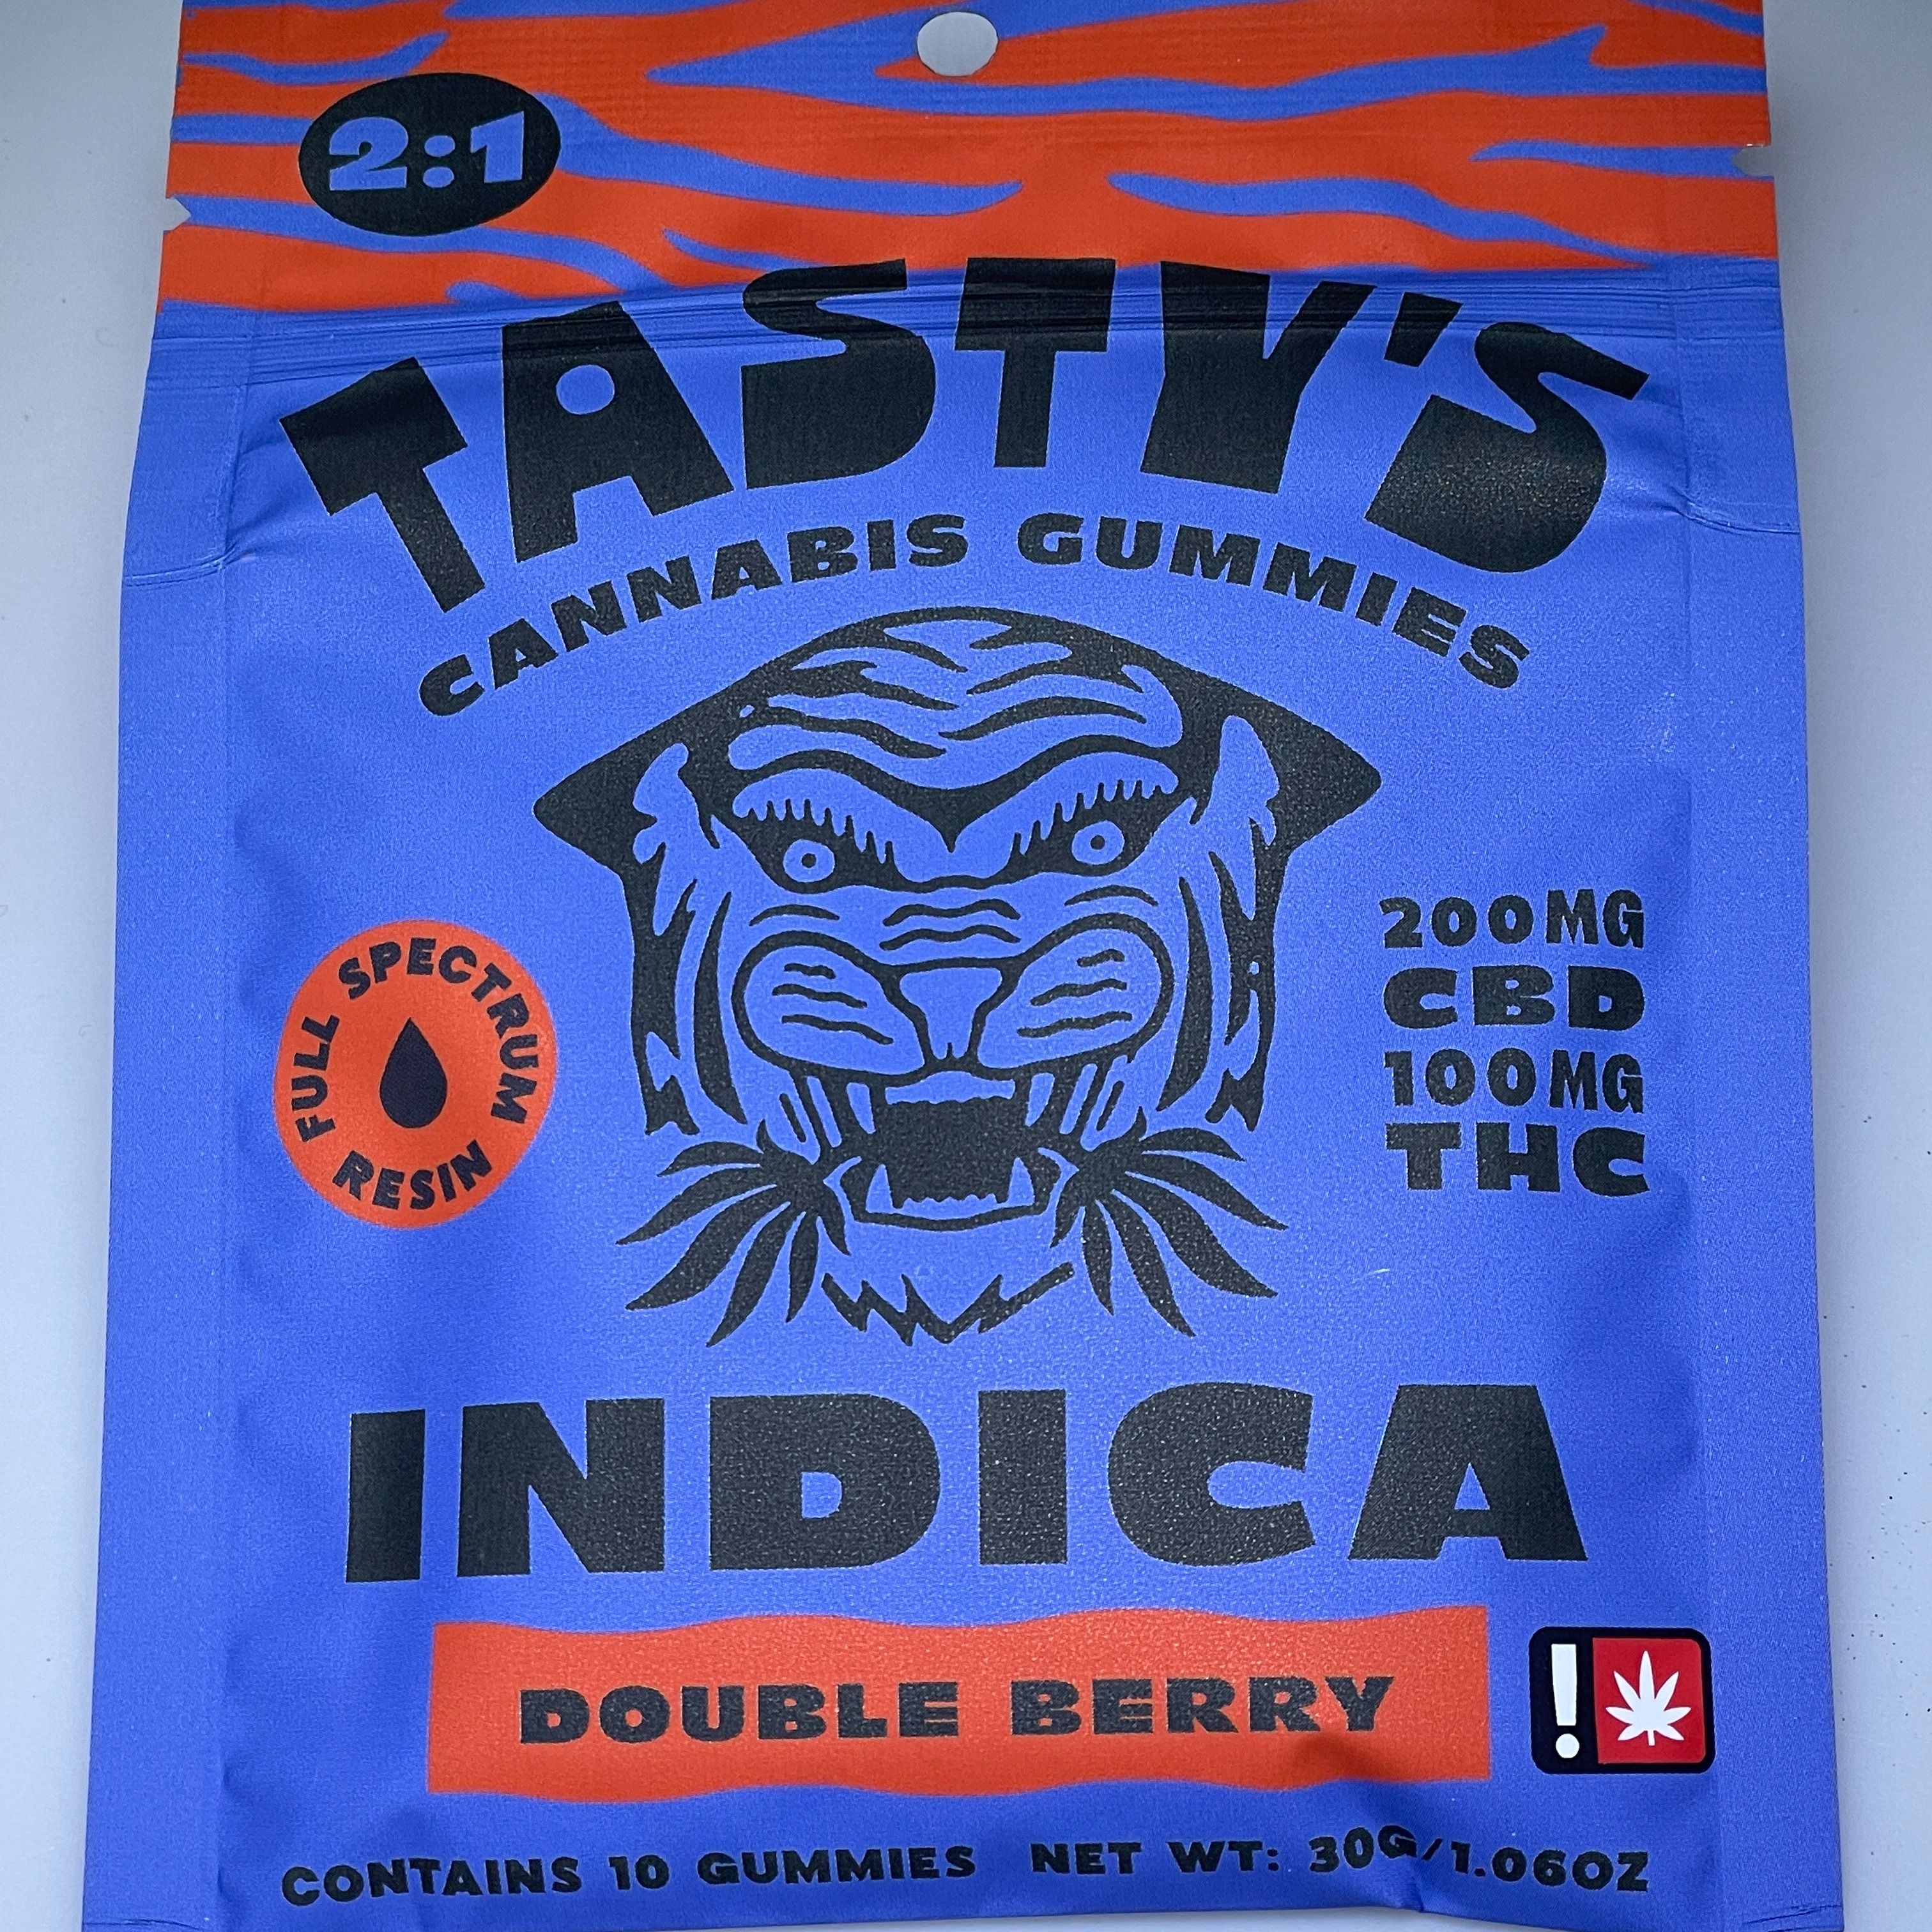 2:1
TASTY'S
CANNABIS GUMMIES
FULL SPECTRUM
RESIN
200MG
CBD
100MG
THC
INDICA
DOUBLE BERRY
!
CONTAINS 10 GUMMIES NET WT: 30G/1.06OZ